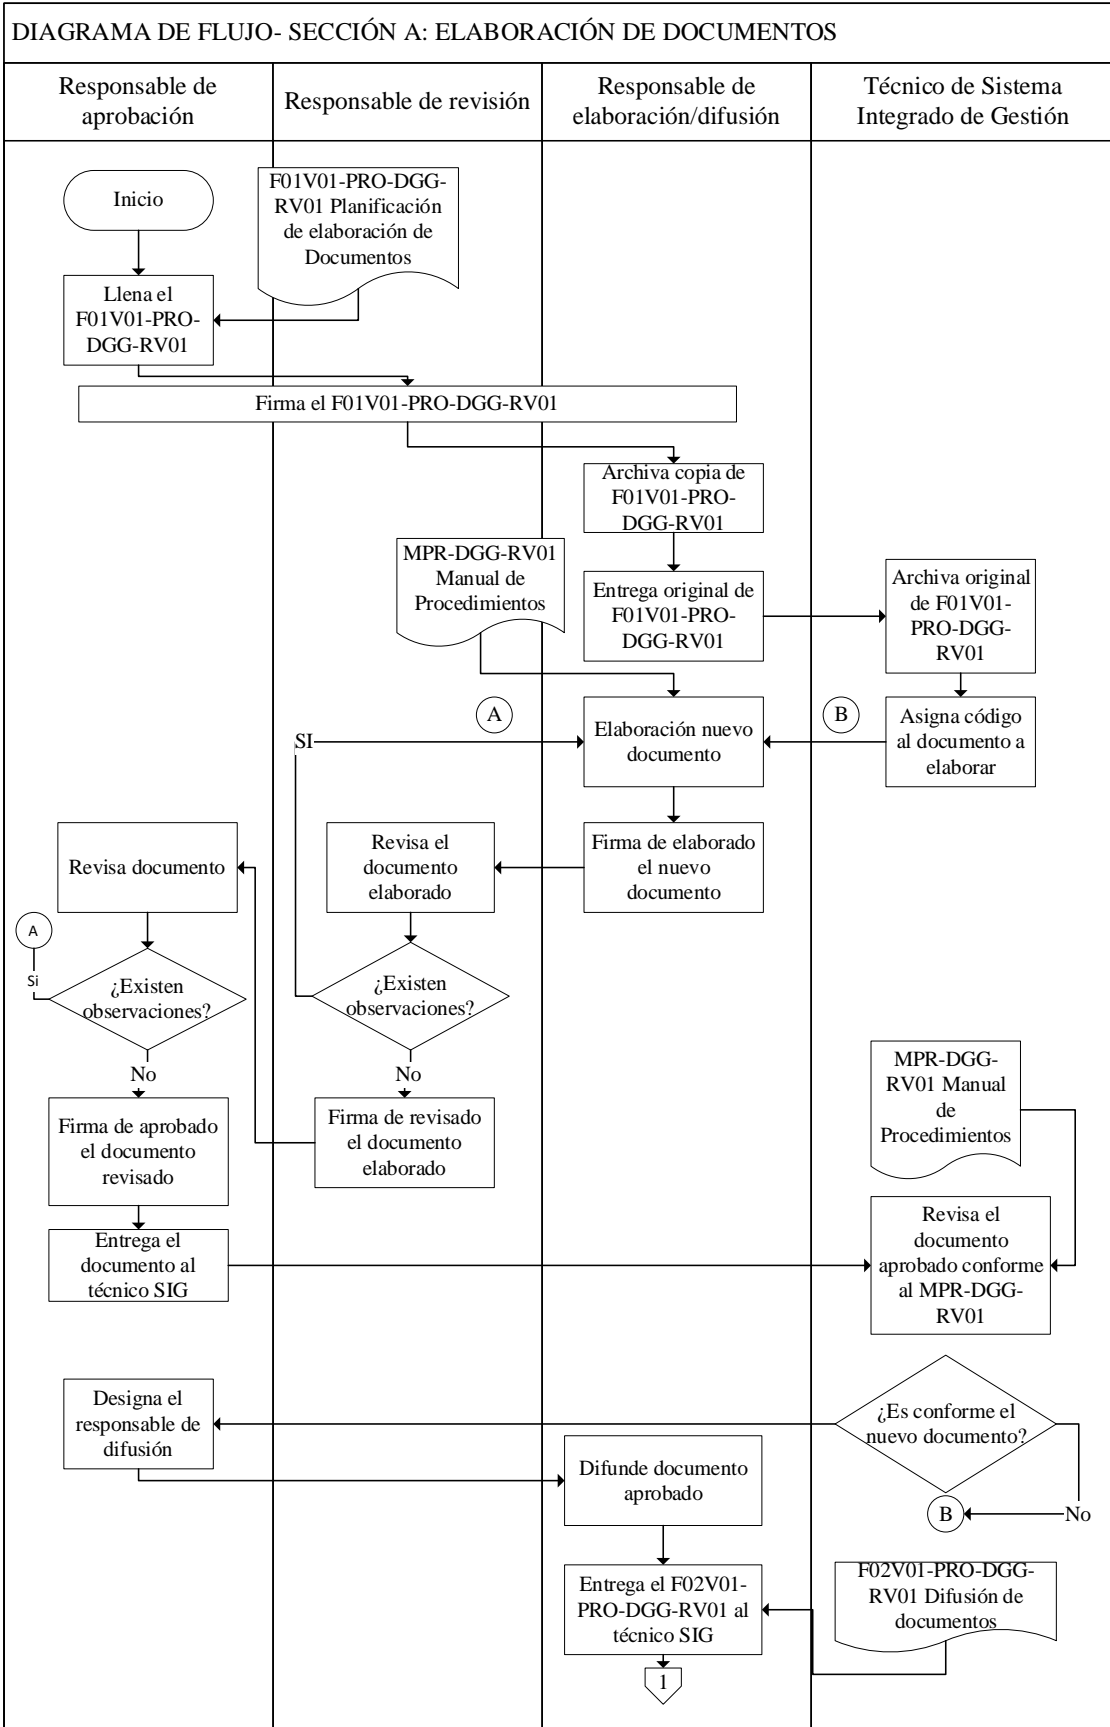 DIAGRAMA DE FLUJO- SECCIÓN A: ELABORACIÓN DE DOCUMENTOS
Responsable de
aprobación
Responsable de revisión
Responsable de
elaboración/difusión
Técnico de Sistema
Integrado de Gestión
Inicio
F01V01-PRO-DGG-
RV01 Planificación
de elaboración de
Documentos
Llena el
F01V01-PRO-
DGG-RV01
Firma el F01V01-PRO-DGG-RV01
Archiva copia de
F01V01-PRO-
DGG-RV01
MPR-DGG-RV01
Manual de
Procedimientos
Entrega original de
F01V01-PRO-
DGG-RV01
Archiva original
de F01V01-
PRO-DGG-
RV01
A
B
SI
Elaboración nuevo
documento
Asigna código
al documento a
elaborar
Revisa documento
Revisa el
documento
elaborado
Firma de elaborado
el nuevo
documento
A
Si
¿Existen
observaciones?
¿Existen
observaciones?
No
No
MPR-DGG-
RV01 Manual
de
Procedimientos
Firma de aprobado
el documento
revisado
Firma de revisado
el documento
elaborado
Entrega el
documento al
técnico SIG
Revisa el
documento
aprobado conforme
al MPR-DGG-
RV01
Designa el
responsable de
difusión
¿Es conforme el
nuevo documento?
Difunde documento
aprobado
B
No
Entrega el F02V01-
PRO-DGG-RV01 al
técnico SIG
F02V01-PRO-DGG-
RV01 Difusión de
documentos
1